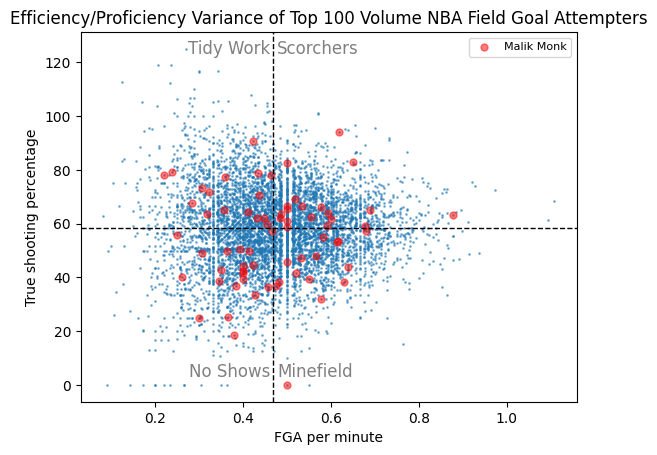 Efficiency/Proficiency Variance of Top 100 Volume NBA Field Goal Attempters
Tidy Work
Scorchers
Malik Monk
120
100
80
60
40
20
0
True shooting percentage
No Shows
Minefield
0.2
0.4
0.6
0.8
1.0
FGA per minute